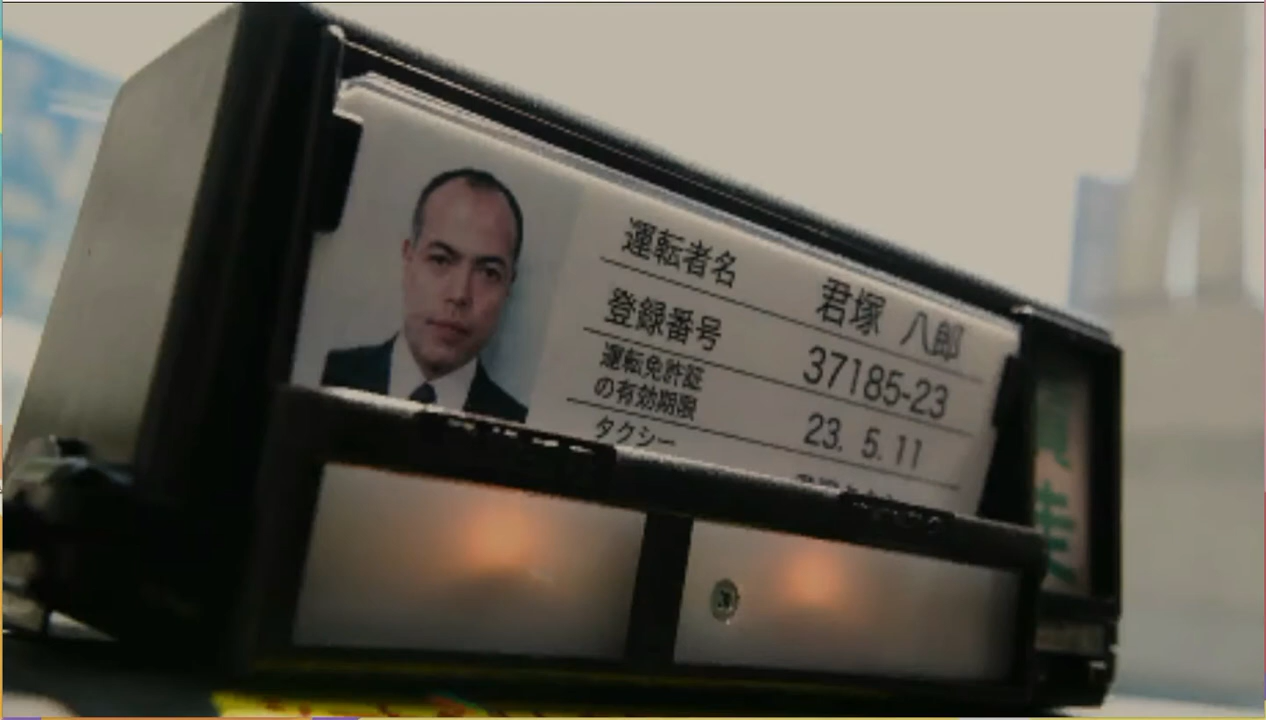 運転者名 君塚 八郎
登録番号 37185-23
運転免許証
の有効期限 23. 5. 11
タクシー